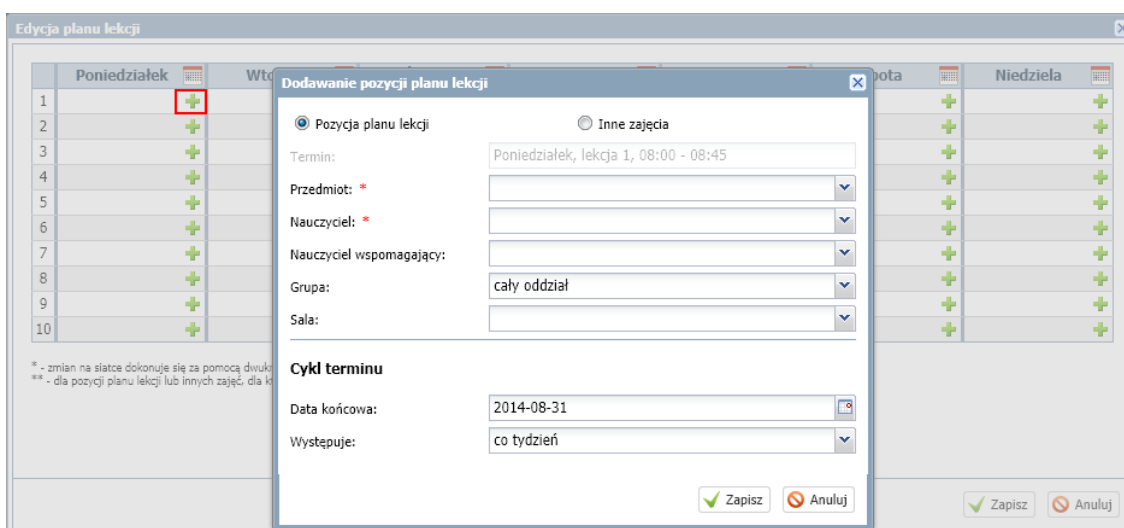 Edycja planu lekcji
Poniedziałek
Niedziela
Dodawanie pozycji planu lekcji
Pozycja planu lekcji Inne zajęcia
Termin: Poniedziałek, lekcja 1, 08:00 - 08:45
Przedmiot: *
Nauczyciel: *
Nauczyciel wspomagający:
Grupa: cały oddział
Sala:
Cykl terminu
Data końcowa: 2014-08-31
Występuje: co tydzień
Zapisz Anuluj
1
2
3
4
5
6
7
8
9
10
* - zmian na siatce dokonuje się za pomocą
** - dla pozycji planu lekcji lub innych zajęć, dla
Zapisz Anuluj